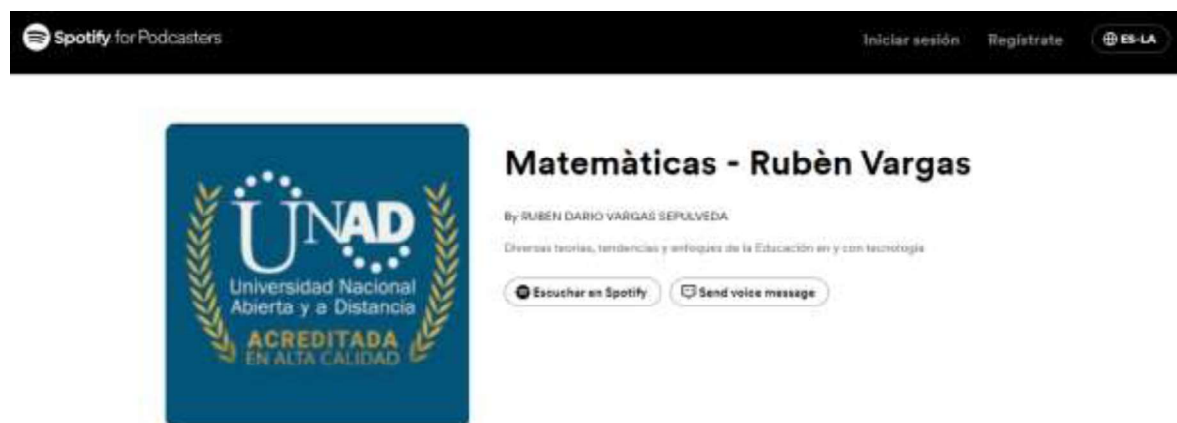 Spotify for Podcasters
Iniciar sesión
Regístrate
ES-LA
UNAD
Universidad Nacional
Abierta y a Distancia
ACREDITADA
EN ALTA CALIDAD
Matemàticas - Rubèn Vargas
By RUBEN DARIO VARGAS SEPULVEDA
Diversas teorías, tendencias y enfoques de la Educación en y con tecnología
Escuchar en Spotify
Send voice message